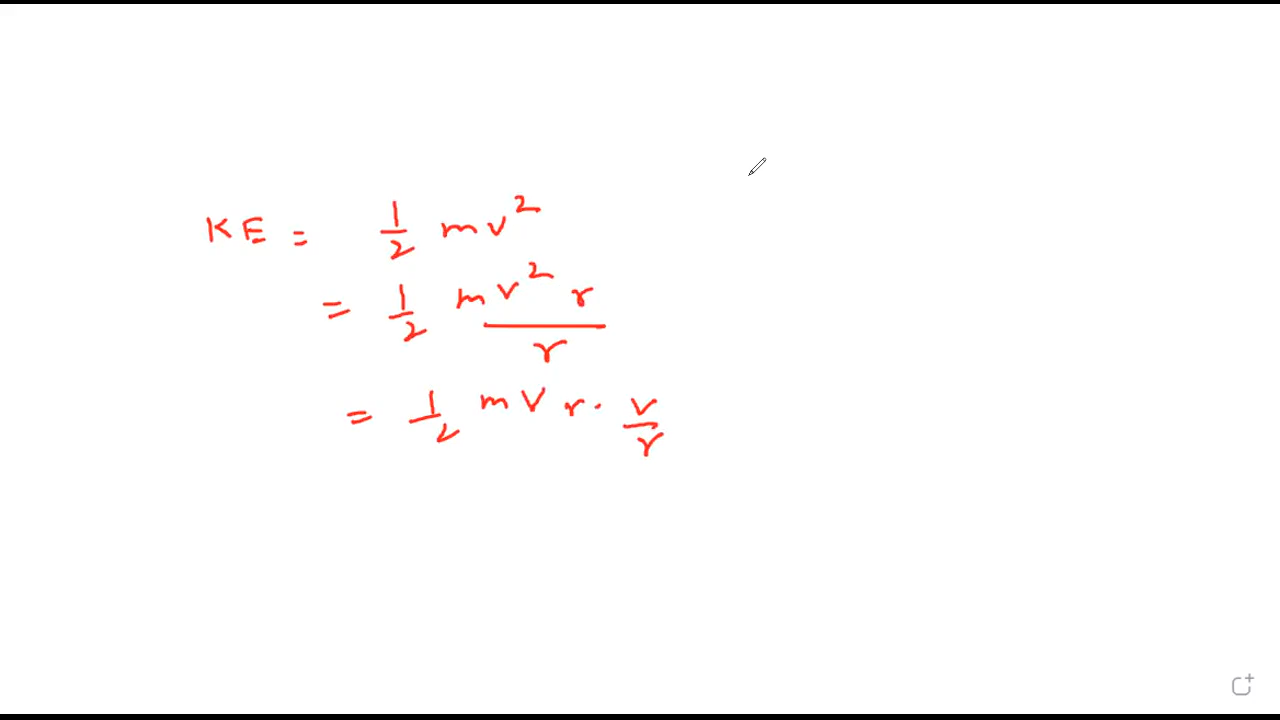 KE = 1/2 mv²
= 1/2 mv² r / r
= 1/2 mvr · v/r